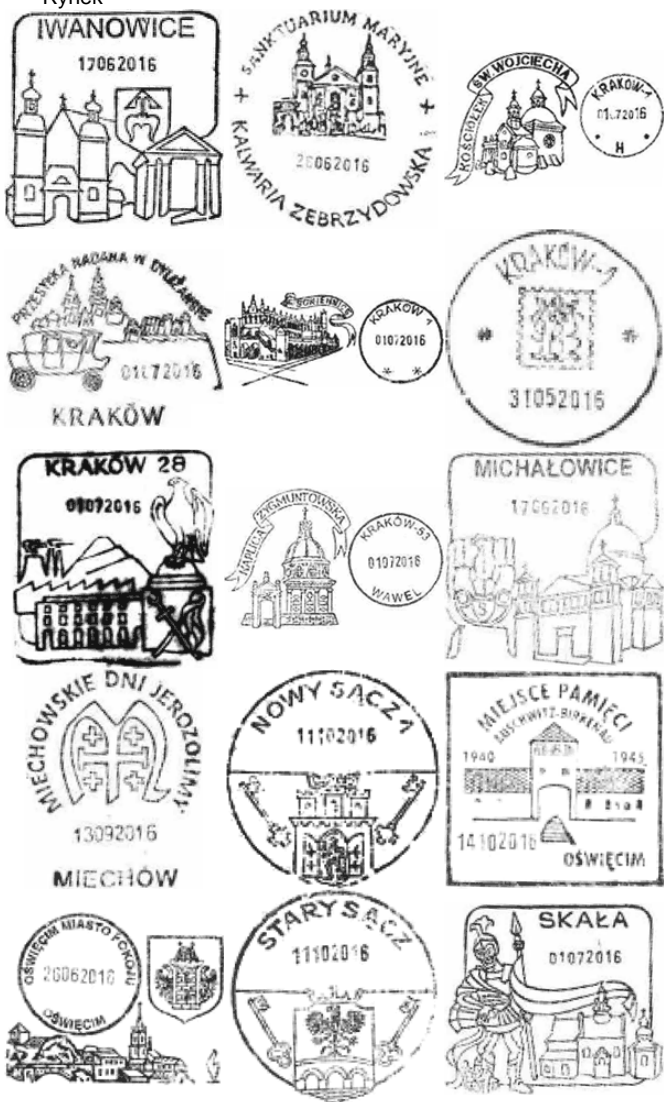 Rynek
IWANOWICE
17062016
SANKTUARIUM MARYJNE
KALWARIA ZEBRZYDOWSKA
26062016
KOŚCIÓŁEK ŚW. WOJCIECHA
KRAKÓW-1
01072016
H
PRZESYŁKA NADANA W DYLIŻANSIE
01072016
KRAKÓW
SUKIENNICE
KRAKÓW 1
01072016
KRAKÓW-1
31052016
KRAKÓW 28
01072016
KAPLICA ZYGMUNTOWSKA
KRAKÓW-53
01072016
WAWEL
MICHAŁOWICE
17062016
MIECHOWSKIE DNI JEROZOLIMY
13092016
MIECHÓW
NOWY SĄCZ 1
11102016
MIEJSCE PAMIĘCI
AUSCHWITZ-BIRKENAU
1940 1945
14102016
OŚWIĘCIM
OŚWIĘCIM MIASTO POKOJU
26062016
OŚWIĘCIM
STARY SĄCZ
11102016
SKAŁA
01072016